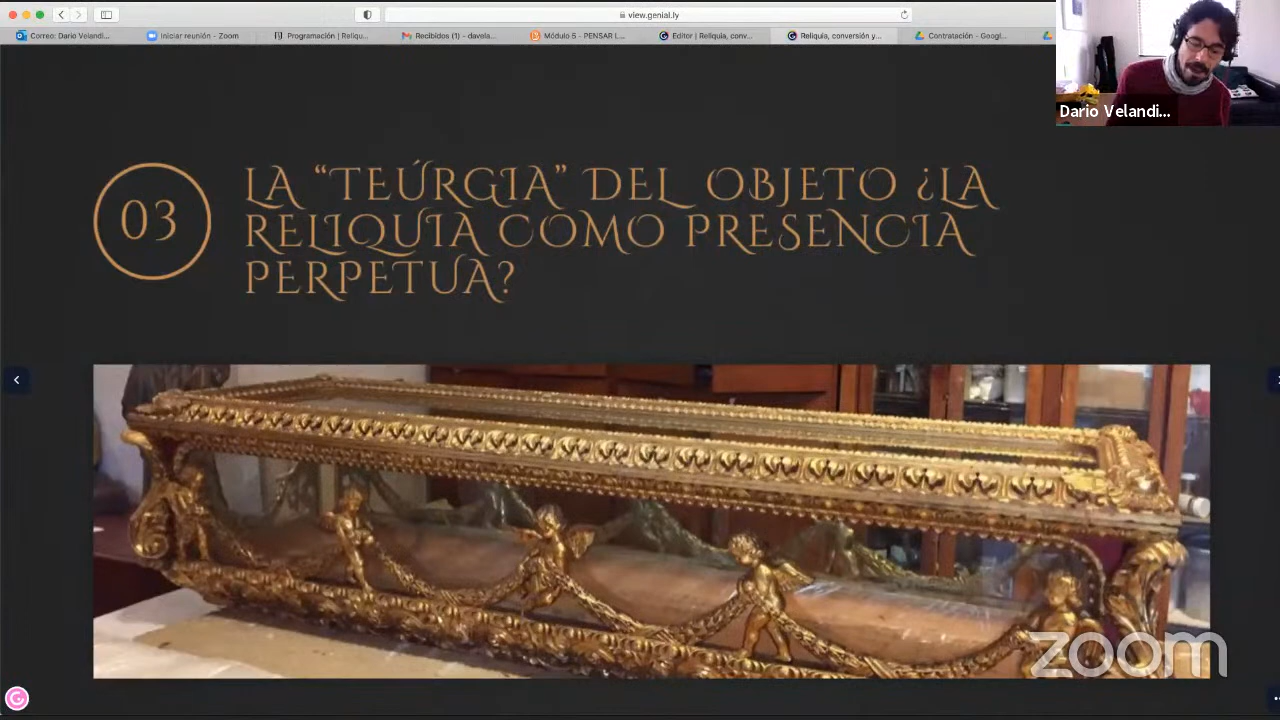 view.genial.ly
Correo: Dario Velandi...
Iniciar reunión - Zoom
Programación | Reliqu...
Recibidos (1) - davela...
Módulo 5 - PENSAR L...
Editor | Reliquia, conv...
Reliquia, conversión y...
Contratación - Googl...
Dario Velandi...
03
LA “TEÚRGIA” DEL OBJETO ¿LA
RELIQUIA COMO PRESENCIA
PERPETUA?
zoom